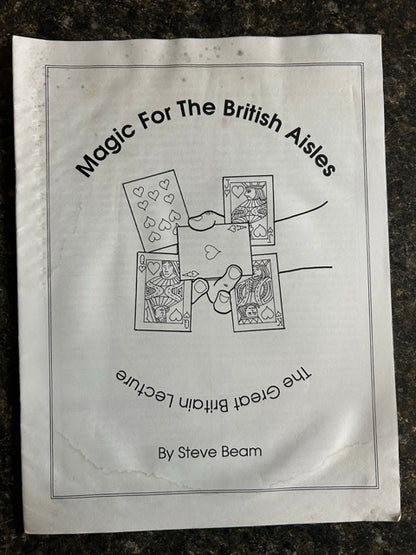 Magic For The British Aisles
J
A
Q
K
The Great Britain Lecture
By Steve Beam